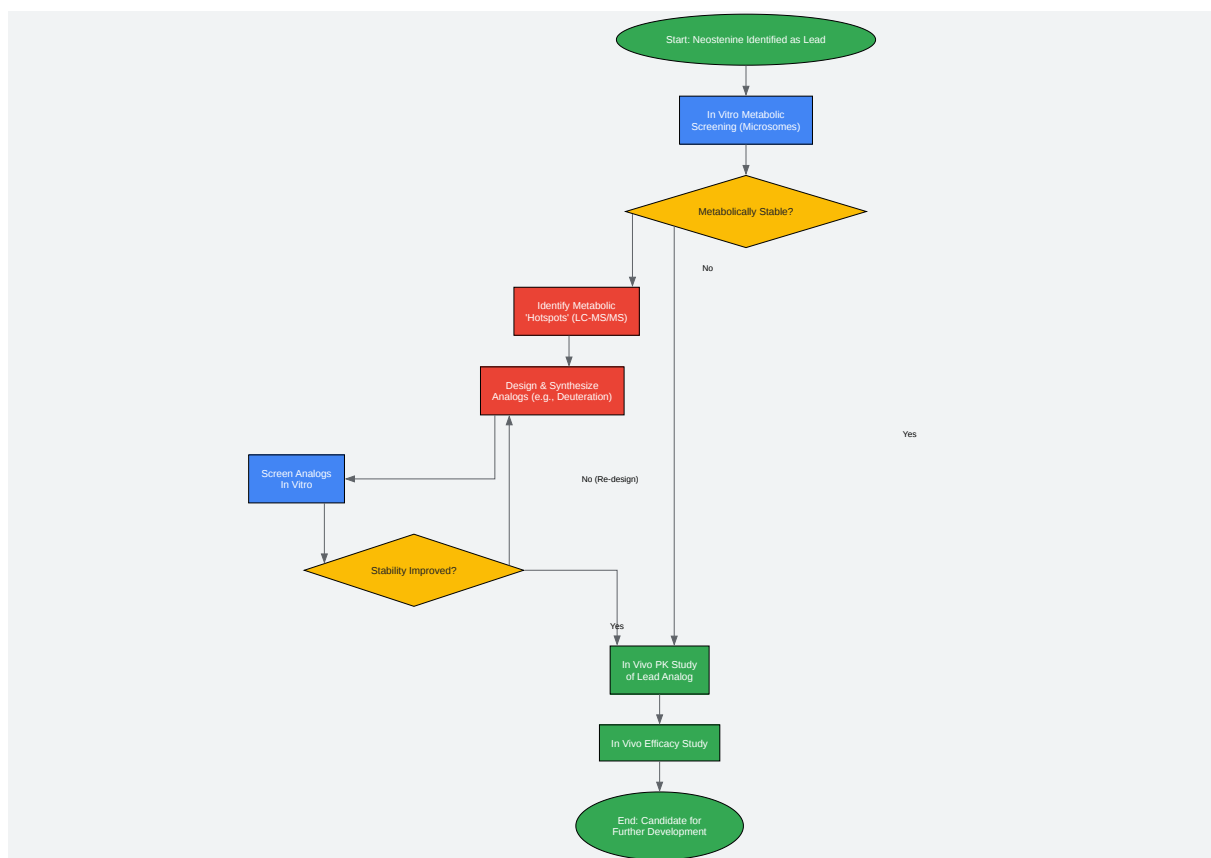 Start: Neostenine Identified as Lead
In Vitro Metabolic
Screening (Microsomes)
Metabolically Stable?
No
Identify Metabolic
'Hotspots' (LC-MS/MS)
Design & Synthesize
Analogs (e.g., Deuteration)
Yes
Screen Analogs
In Vitro
No (Re-design)
Stability Improved?
Yes
In Vivo PK Study
of Lead Analog
In Vivo Efficacy Study
End: Candidate for
Further Development